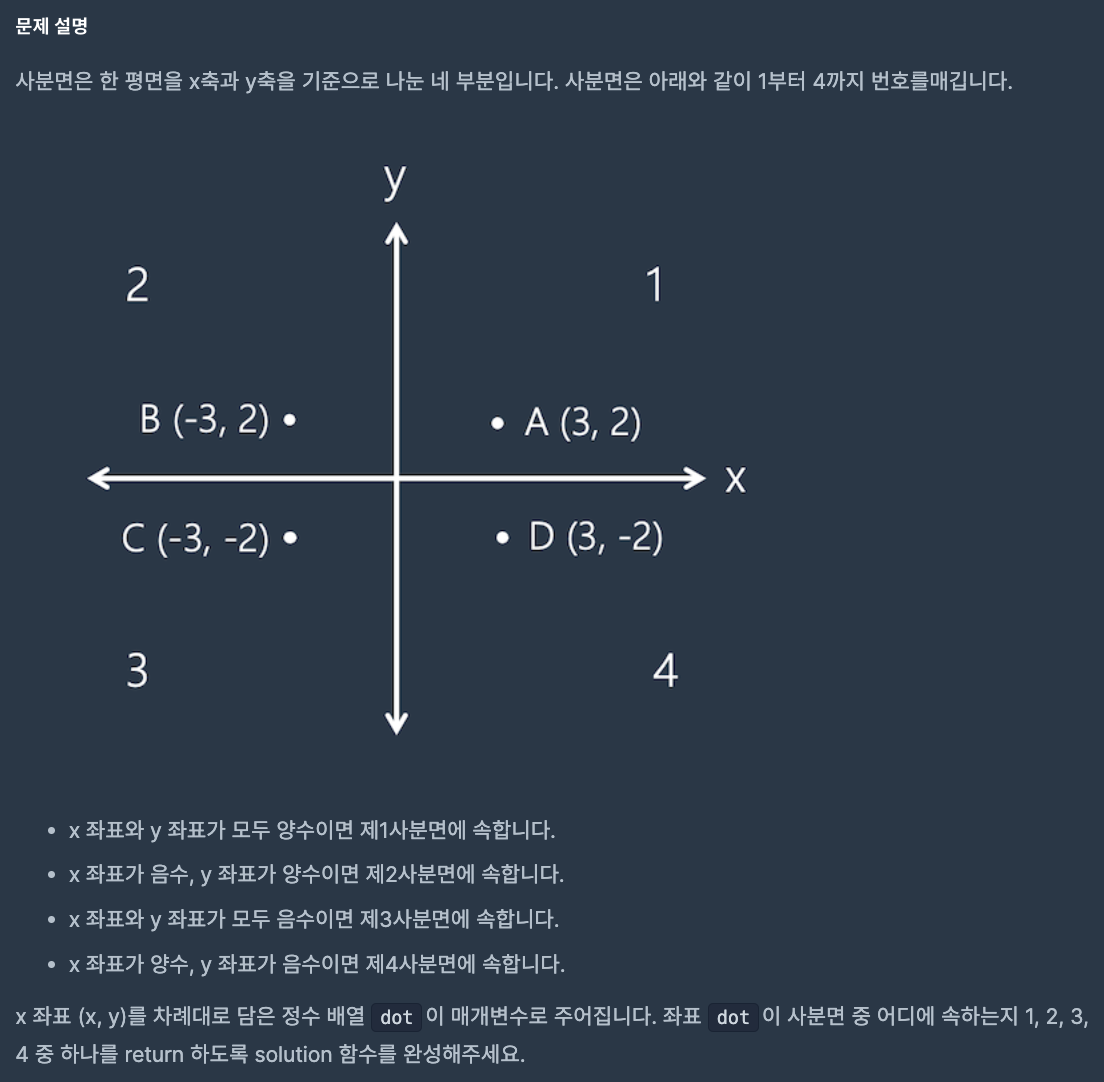 문제 설명
사분면은 한 평면을 x축과 y축을 기준으로 나눈 네 부분입니다. 사분면은 아래와 같이 1부터 4까지 번호를매깁니다.
y
2
1
B (-3, 2)
A (3, 2)
x
C (-3, -2)
D (3, -2)
3
4
• x 좌표와 y 좌표가 모두 양수이면 제1사분면에 속합니다.
• x 좌표가 음수, y 좌표가 양수이면 제2사분면에 속합니다.
• x 좌표와 y 좌표가 모두 음수이면 제3사분면에 속합니다.
• x 좌표가 양수, y 좌표가 음수이면 제4사분면에 속합니다.
x 좌표 (x, y)를 차례대로 담은 정수 배열 dot 이 매개변수로 주어집니다. 좌표 dot 이 사분면 중 어디에 속하는지 1, 2, 3,
4 중 하나를 return 하도록 solution 함수를 완성해주세요.